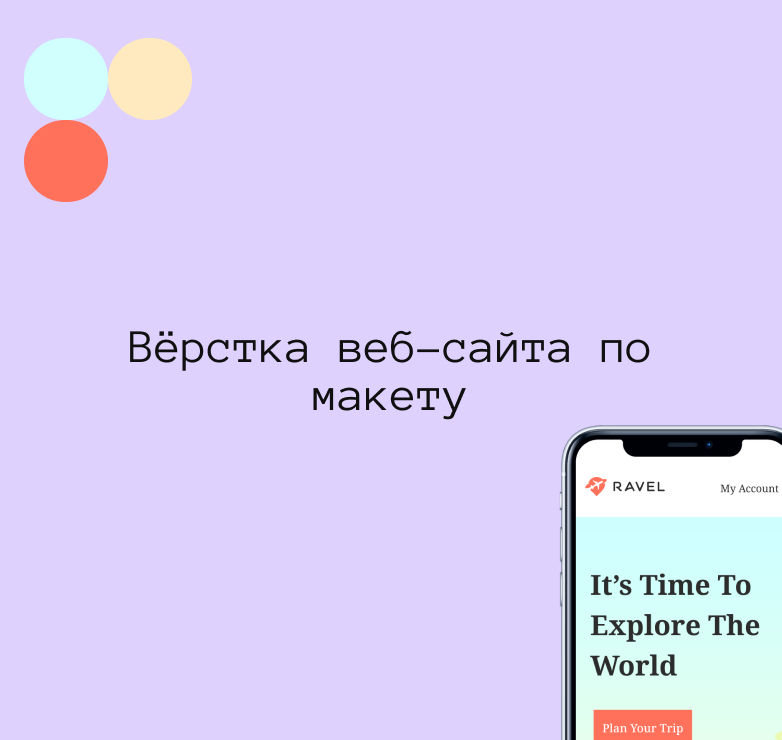 Вёрстка веб-сайта по
макету
RAVEL
My Account
It’s Time To
Explore The
World
Plan Your Trip